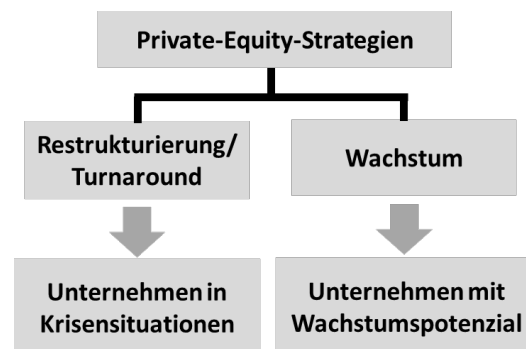 Private-Equity-Strategien
Restrukturierung/
Turnaround
Wachstum
Unternehmen in
Krisensituationen
Unternehmen mit
Wachstumspotenzial